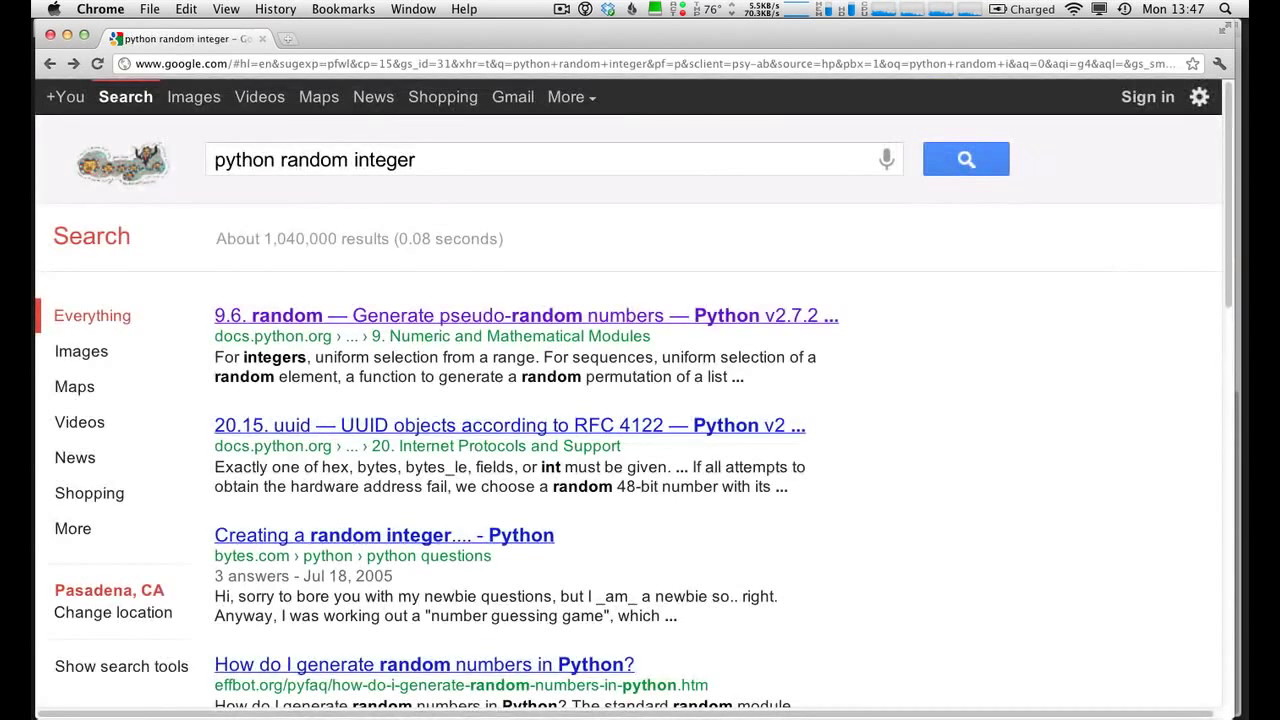 Chrome File Edit View History Bookmarks Window Help 76° 5.5KB/s 70.3KB/s Charged Mon 13:47
python random integer – Go
www.google.com/#hl=en&sugexp=pfwl&cp=15&gs_id=31&xhr=t&q=python+random+integer&pf=p&sclient=psy-ab&source=hp&pbx=1&oq=python+random+i&aq=0&aqi=g4&aql=&gs_sm...
+You Search Images Videos Maps News Shopping Gmail More Sign in
python random integer
Search About 1,040,000 results (0.08 seconds)
Everything
Images
Maps
Videos
News
Shopping
More
Pasadena, CA
Change location
Show search tools
9.6. random — Generate pseudo-random numbers — Python v2.7.2 ...
docs.python.org › ... › 9. Numeric and Mathematical Modules
For integers, uniform selection from a range. For sequences, uniform selection of a
random element, a function to generate a random permutation of a list ...
20.15. uuid — UUID objects according to RFC 4122 — Python v2 ...
docs.python.org › ... › 20. Internet Protocols and Support
Exactly one of hex, bytes, bytes_le, fields, or int must be given. ... If all attempts to
obtain the hardware address fail, we choose a random 48-bit number with its ...
Creating a random integer.... - Python
bytes.com › python › python questions
3 answers - Jul 18, 2005
Hi, sorry to bore you with my newbie questions, but I _am_ a newbie so.. right.
Anyway, I was working out a "number guessing game", which ...
How do I generate random numbers in Python?
effbot.org/pyfaq/how-do-i-generate-random-numbers-in-python.htm
How do I generate random numbers in Python? The standard random module